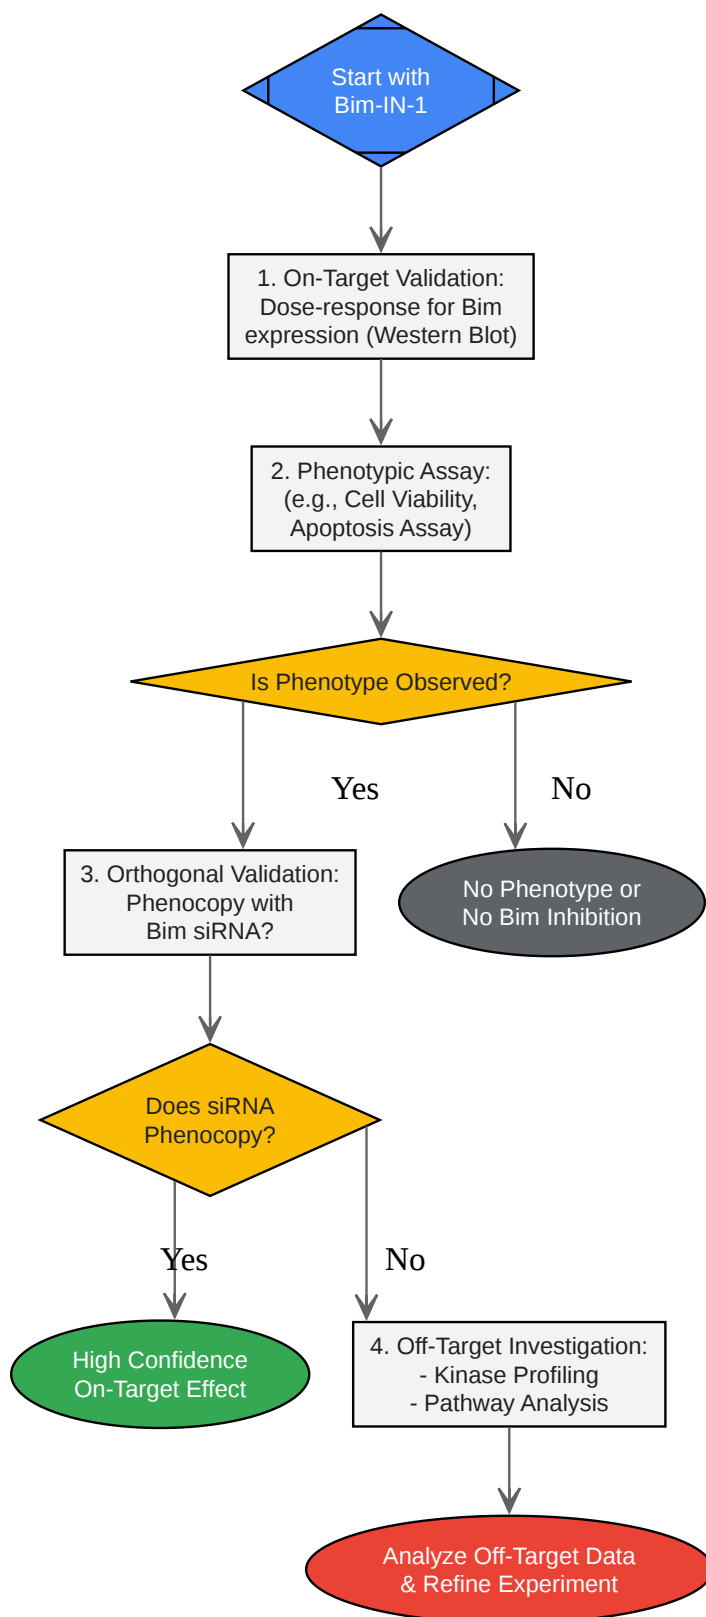 Start with
Bim-IN-1
1. On-Target Validation:
Dose-response for Bim
expression (Western Blot)
2. Phenotypic Assay:
(e.g., Cell Viability,
Apoptosis Assay)
Is Phenotype Observed?
Yes
No
3. Orthogonal Validation:
Phenocopy with
Bim siRNA?
No Phenotype or
No Bim Inhibition
Does siRNA
Phenocopy?
Yes
No
High Confidence
On-Target Effect
4. Off-Target Investigation:
- Kinase Profiling
- Pathway Analysis
Analyze Off-Target Data
& Refine Experiment